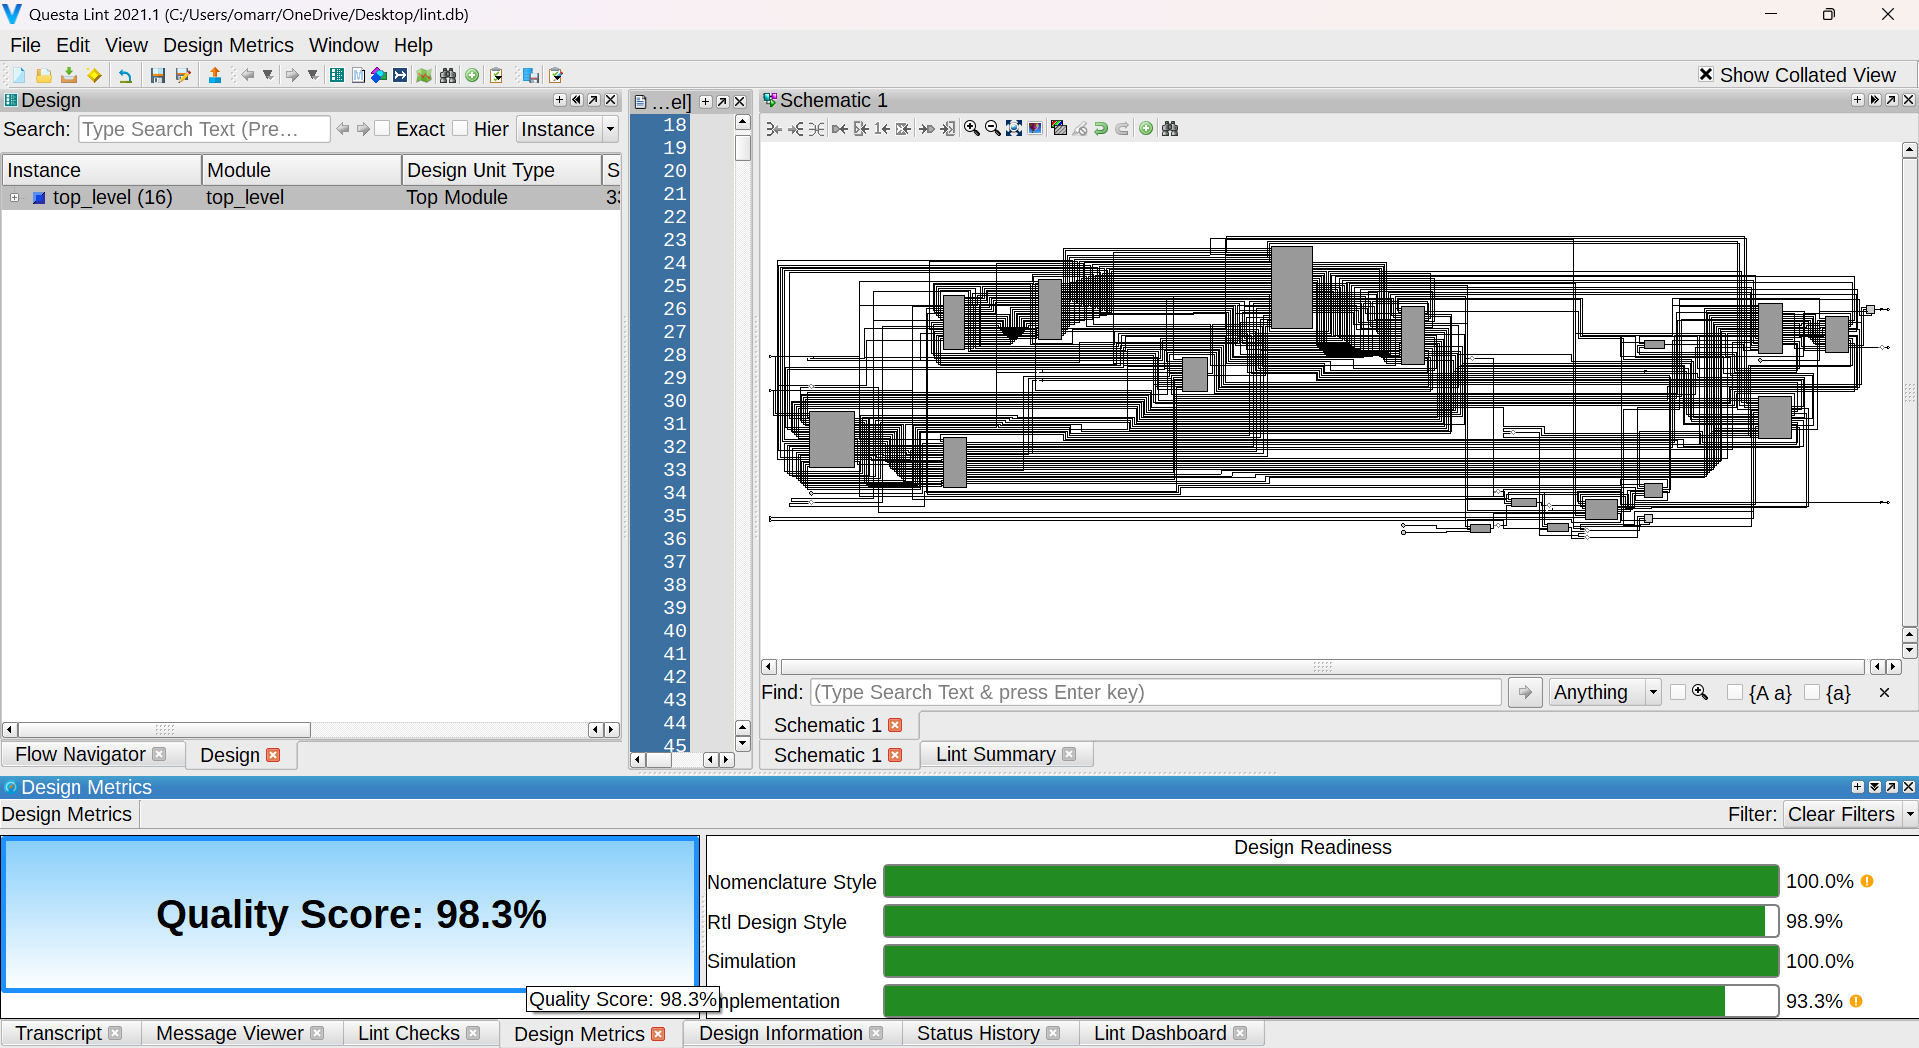 Questa Lint 2021.1 (C:/Users/omarr/OneDrive/Desktop/lint.db)
File Edit View Design Metrics Window Help
Show Collated View
Design
Search: Type Search Text (Pre... Exact Hier Instance
Instance Module Design Unit Type S
top_level (16) top_level Top Module 33
Flow Navigator Design
...el]
18
19
20
21
22
23
24
25
26
27
28
29
30
31
32
33
34
35
36
37
38
39
40
41
42
43
44
45
Schematic 1
Find: (Type Search Text & press Enter key) Anything {A a} {a}
Schematic 1
Schematic 1 Lint Summary
Design Metrics
Design Metrics Filter: Clear Filters
Quality Score: 98.3%
Quality Score: 98.3%
Design Readiness
Nomenclature Style 100.0%
Rtl Design Style 98.9%
Simulation 100.0%
mplementation 93.3%
Transcript Message Viewer Lint Checks Design Metrics Design Information Status History Lint Dashboard